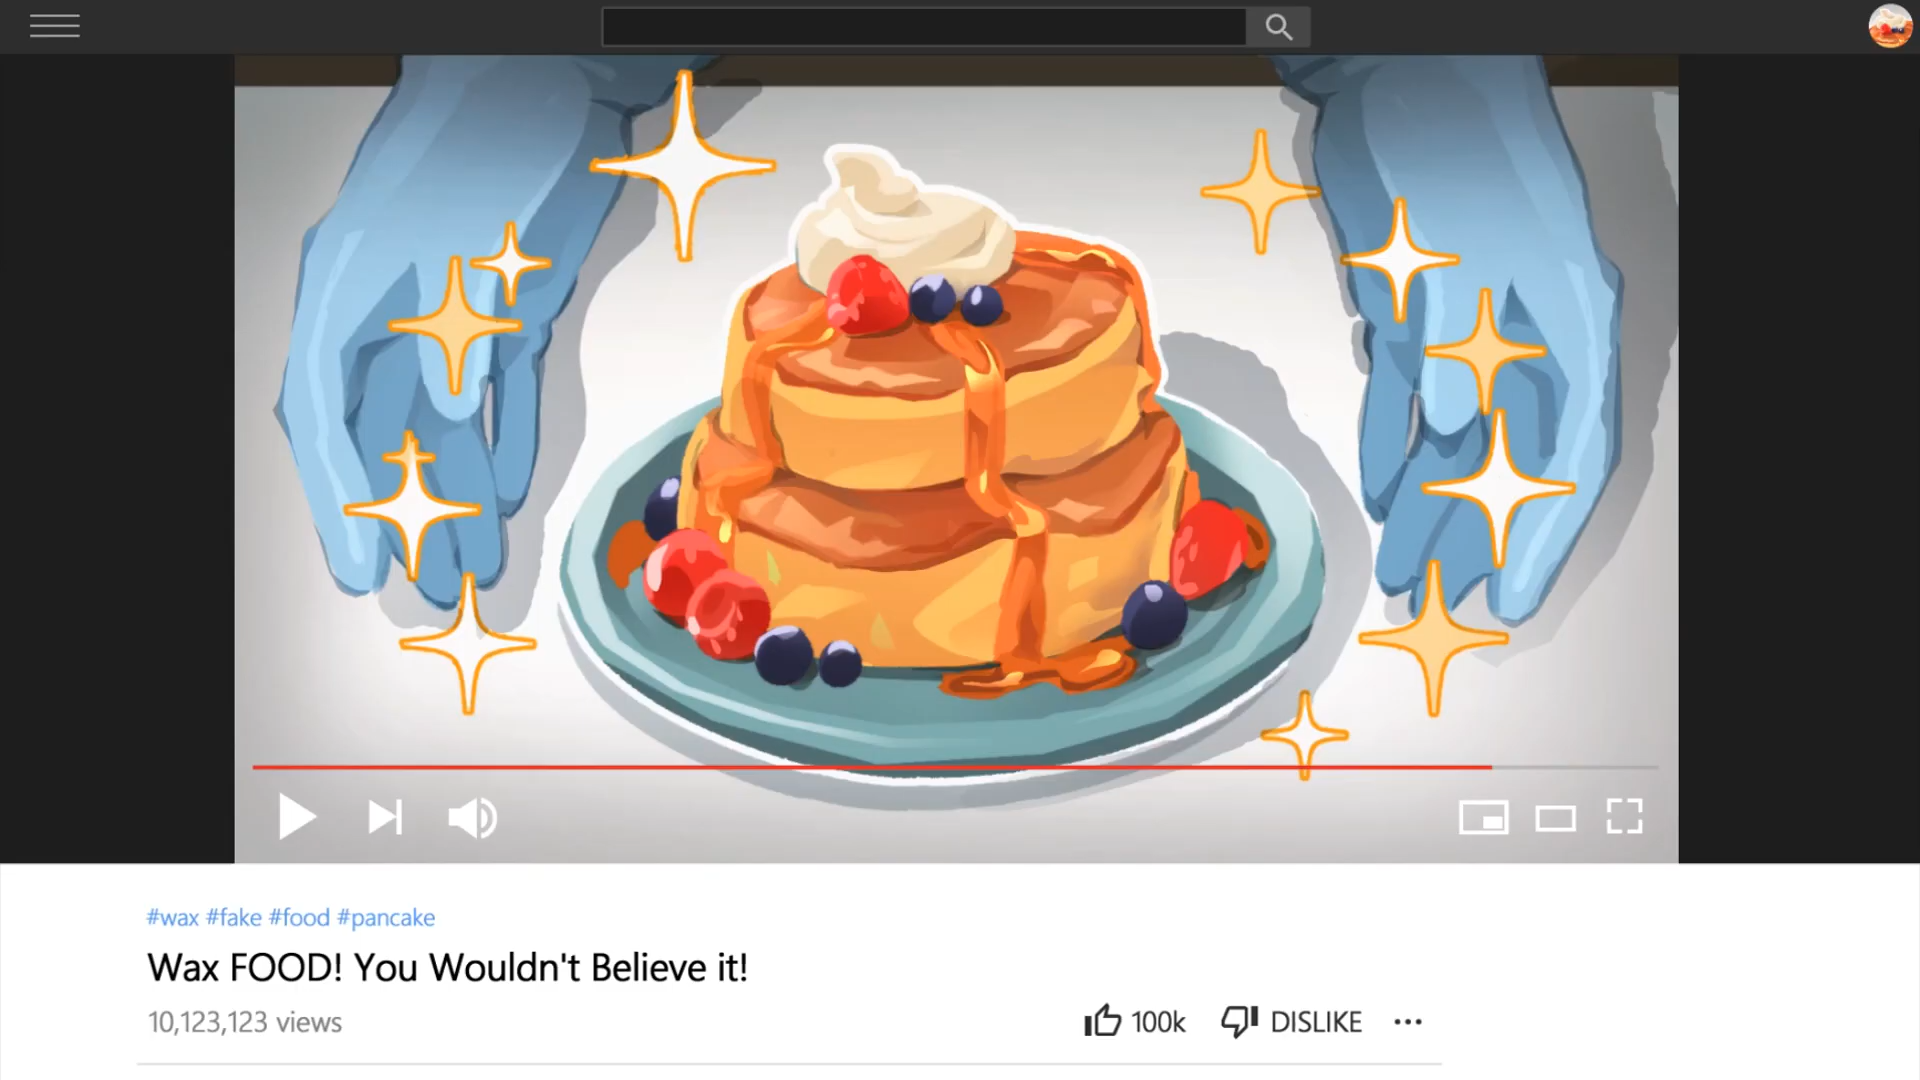 #wax #fake #food #pancake
Wax FOOD! You Wouldn't Believe it!
10,123,123 views
100k DISLIKE